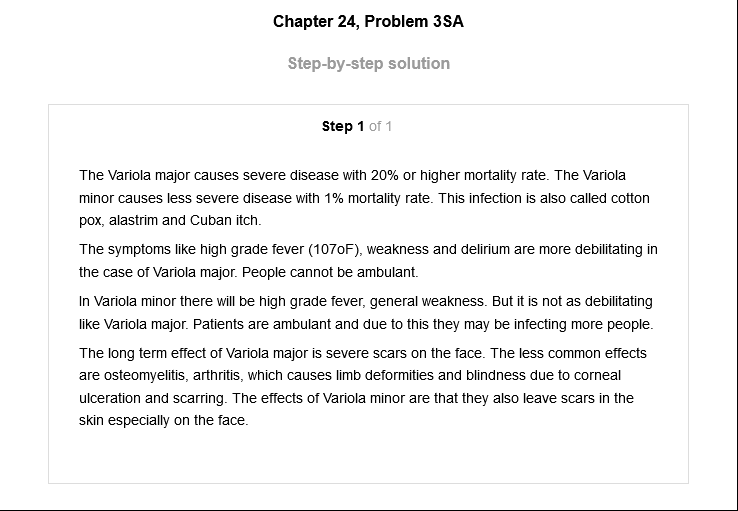 Chapter 24, Problem 3SA
Step-by-step solution
Step 1 of 1
The Variola major causes severe disease with 20% or higher mortality rate. The Variola
minor causes less severe disease with 1% mortality rate. This infection is also called cotton
pox, alastrim and Cuban itch.
The symptoms like high grade fever (107oF), weakness and delirium are more debilitating in
the case of Variola major. People cannot be ambulant.
In Variola minor there will be high grade fever, general weakness. But it is not as debilitating
like Variola major. Patients are ambulant and due to this they may be infecting more people.
The long term effect of Variola major is severe scars on the face. The less common effects
are osteomyelitis, arthritis, which causes limb deformities and blindness due to corneal
ulceration and scarring. The effects of Variola minor are that they also leave scars in the
skin especially on the face.